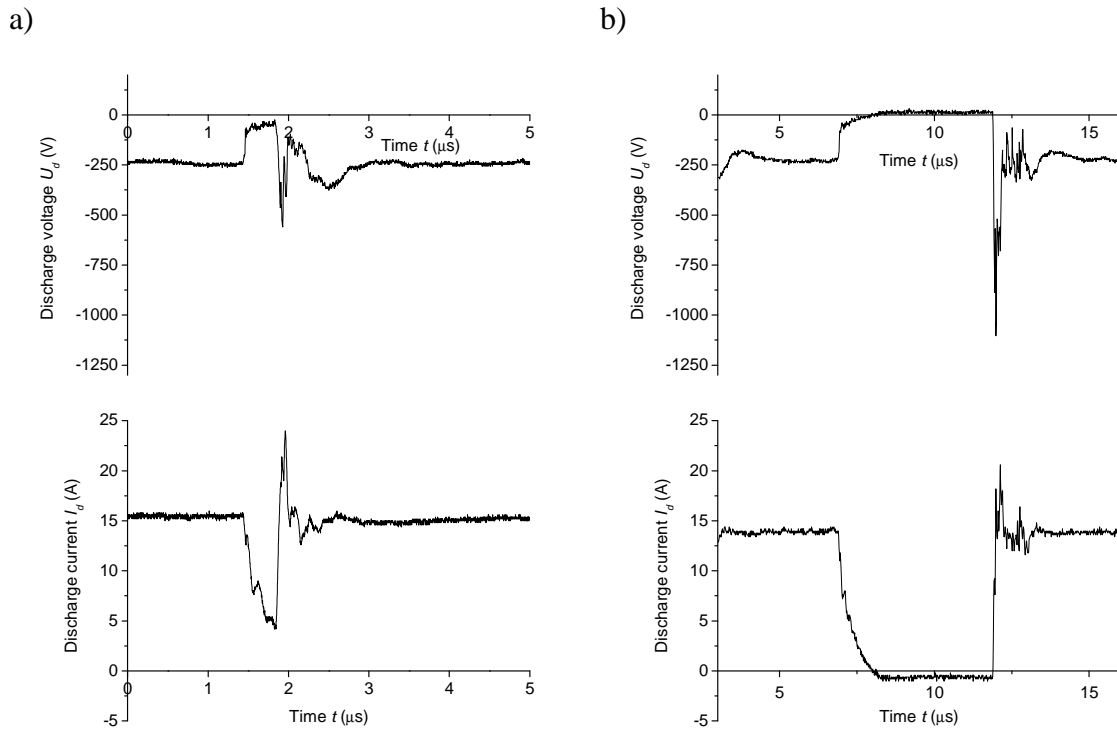 a)
b)
0
-250
-500
-750
-1000
-1250
Discharge voltage U_d (V)
0 1 2 3 4 5
Time t (μs)
0
-250
-500
-750
-1000
-1250
Discharge voltage U_d (V)
5 10 15
Time t (μs)
25
20
15
10
5
0
-5
Discharge current I_d (A)
0 1 2 3 4 5
Time t (μs)
25
20
15
10
5
0
-5
Discharge current I_d (A)
5 10 15
Time t (μs)